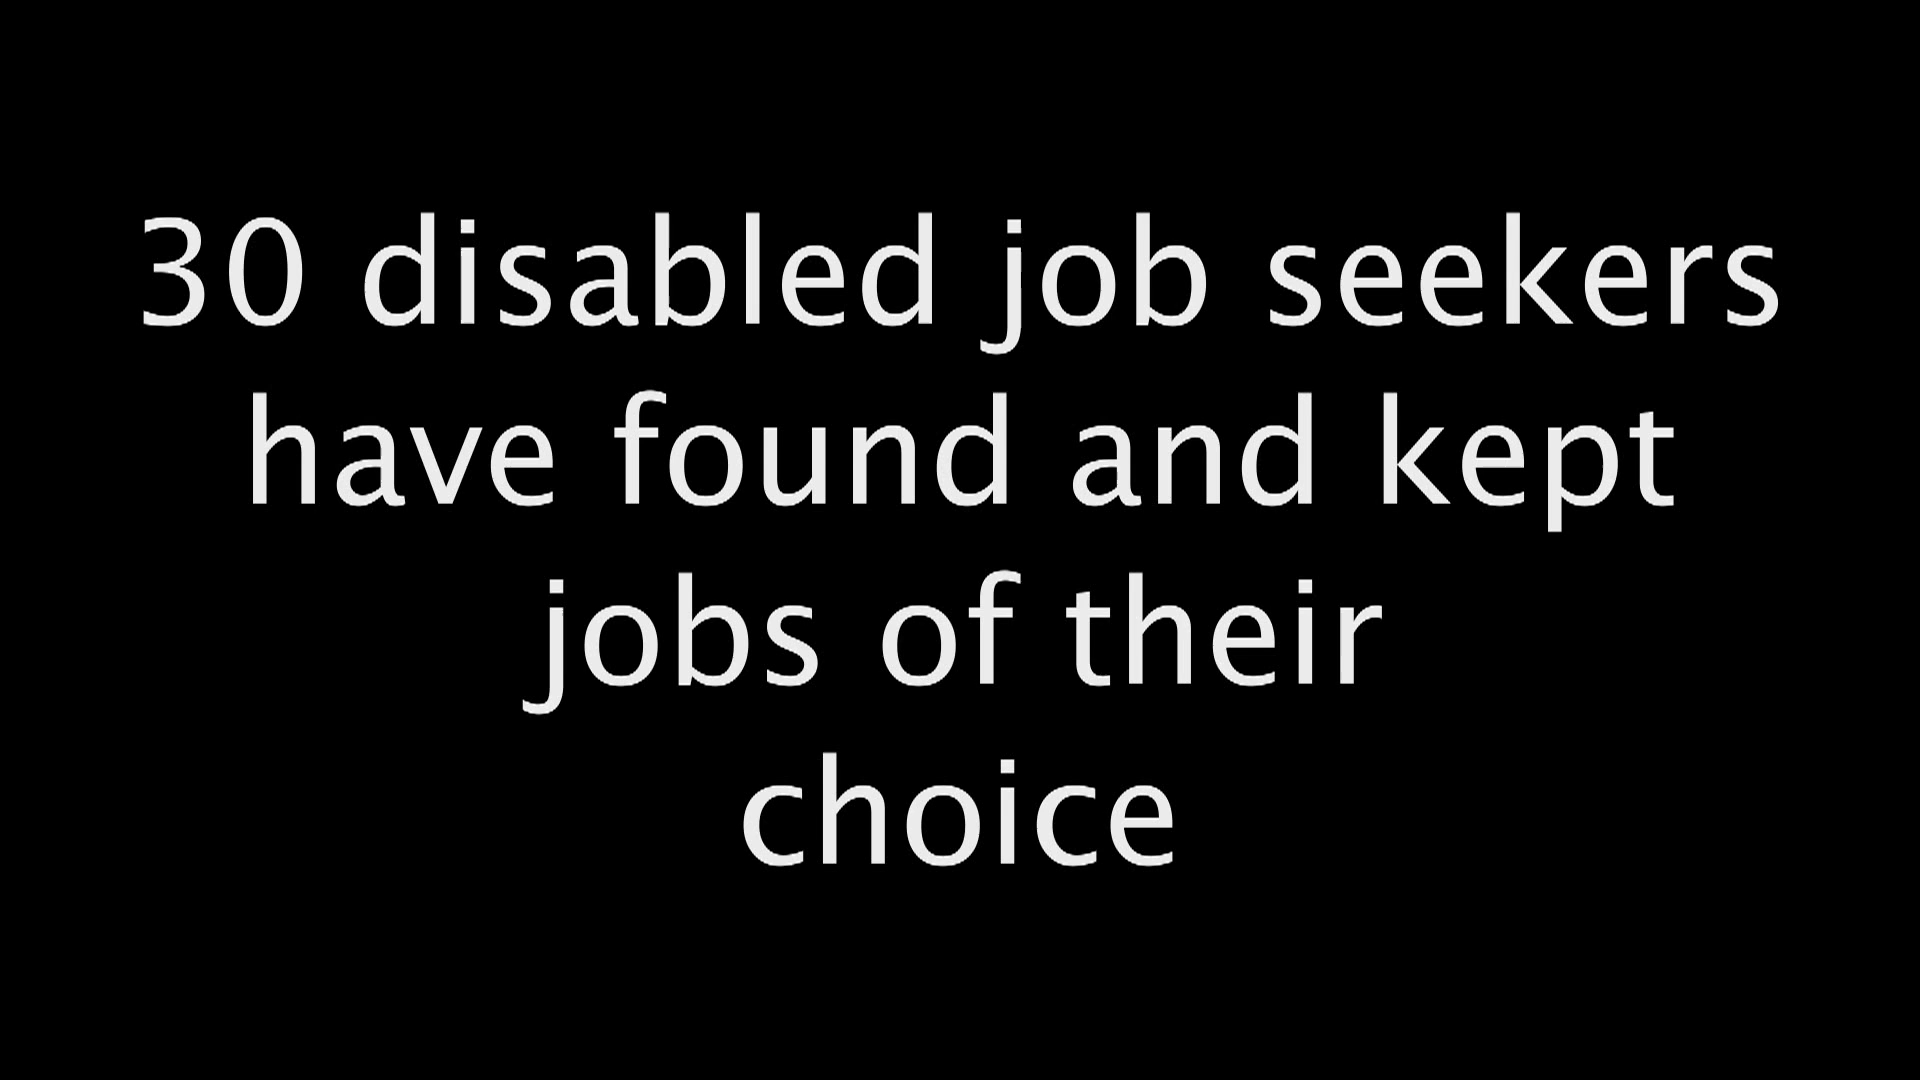 30 disabled job seekers
have found and kept
jobs of their
choice